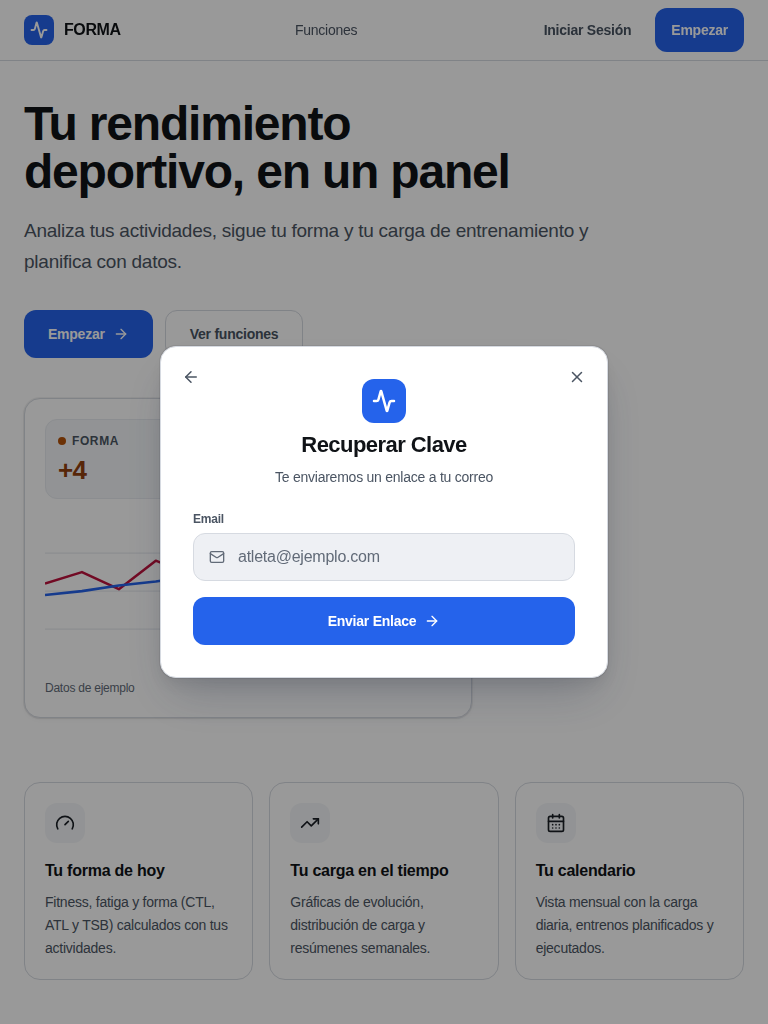 FORMA
Funciones
Iniciar Sesión
Empezar
Tu rendimiento
deportivo, en un panel
Analiza tus actividades, sigue tu forma y tu carga de entrenamiento y
planifica con datos.
Empezar
Ver funciones
FORMA
+4
Datos de ejemplo
Recuperar Clave
Te enviaremos un enlace a tu correo
Email
atleta@ejemplo.com
Enviar Enlace
Tu forma de hoy
Fitness, fatiga y forma (CTL,
ATL y TSB) calculados con tus
actividades.
Tu carga en el tiempo
Gráficas de evolución,
distribución de carga y
resúmenes semanales.
Tu calendario
Vista mensual con la carga
diaria, entrenos planificados y
ejecutados.